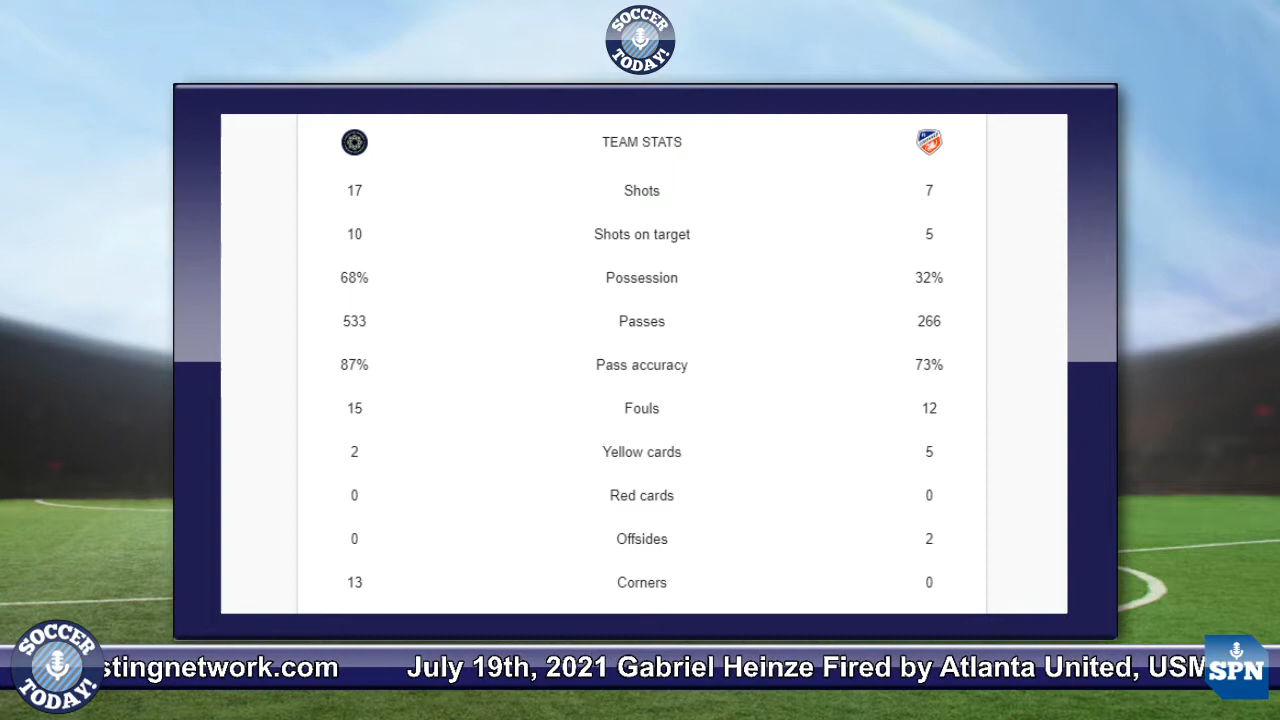 SOCCER
TODAY!
TEAM STATS
17 Shots 7
10 Shots on target 5
68% Possession 32%
533 Passes 266
87% Pass accuracy 73%
15 Fouls 12
2 Yellow cards 5
0 Red cards 0
0 Offsides 2
13 Corners 0
SOCCER
TODAY!
stingnetwork.com July 19th, 2021 Gabriel Heinze Fired by Atlanta United, USM
SPN